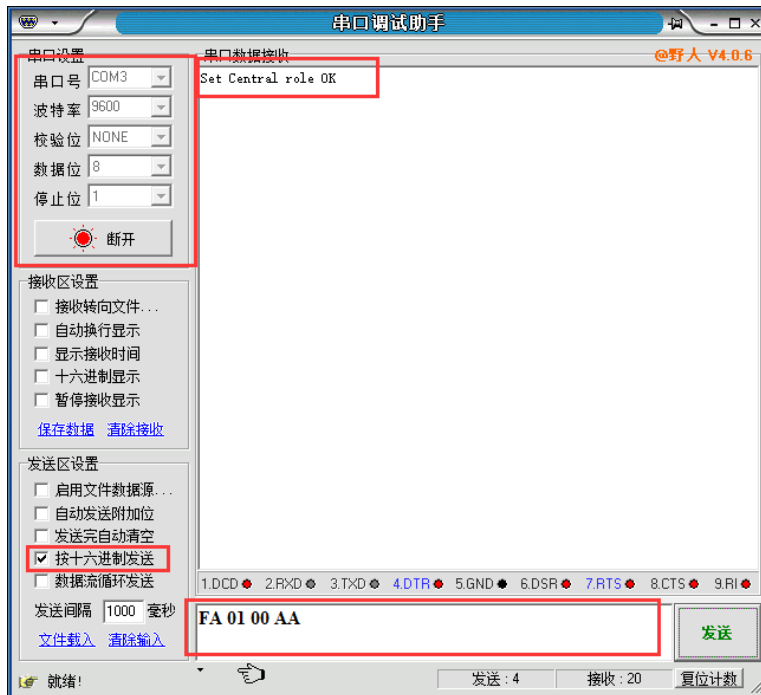 串口调试助手
串口设置
串口号 COM3
波特率 9600
校验位 NONE
数据位 8
停止位 1
断开
接收区设置
接收转向文件...
自动换行显示
显示接收时间
十六进制显示
暂停接收显示
保存数据 清除接收
发送区设置
启用文件数据源...
自动发送附加位
发送完自动清空
按十六进制发送
数据流循环发送
发送间隔 1000 毫秒
文件载入 清除输入
串口数据接收
@野人 V4.0.6
Set Central role OK
1.DCD 2.RXD 3.TXD 4.DTR 5.GND 6.DSR 7.RTS 8.CTS 9.RI
FA 01 00 AA
发送
就绪! 发送 : 4 接收 : 20 复位计数